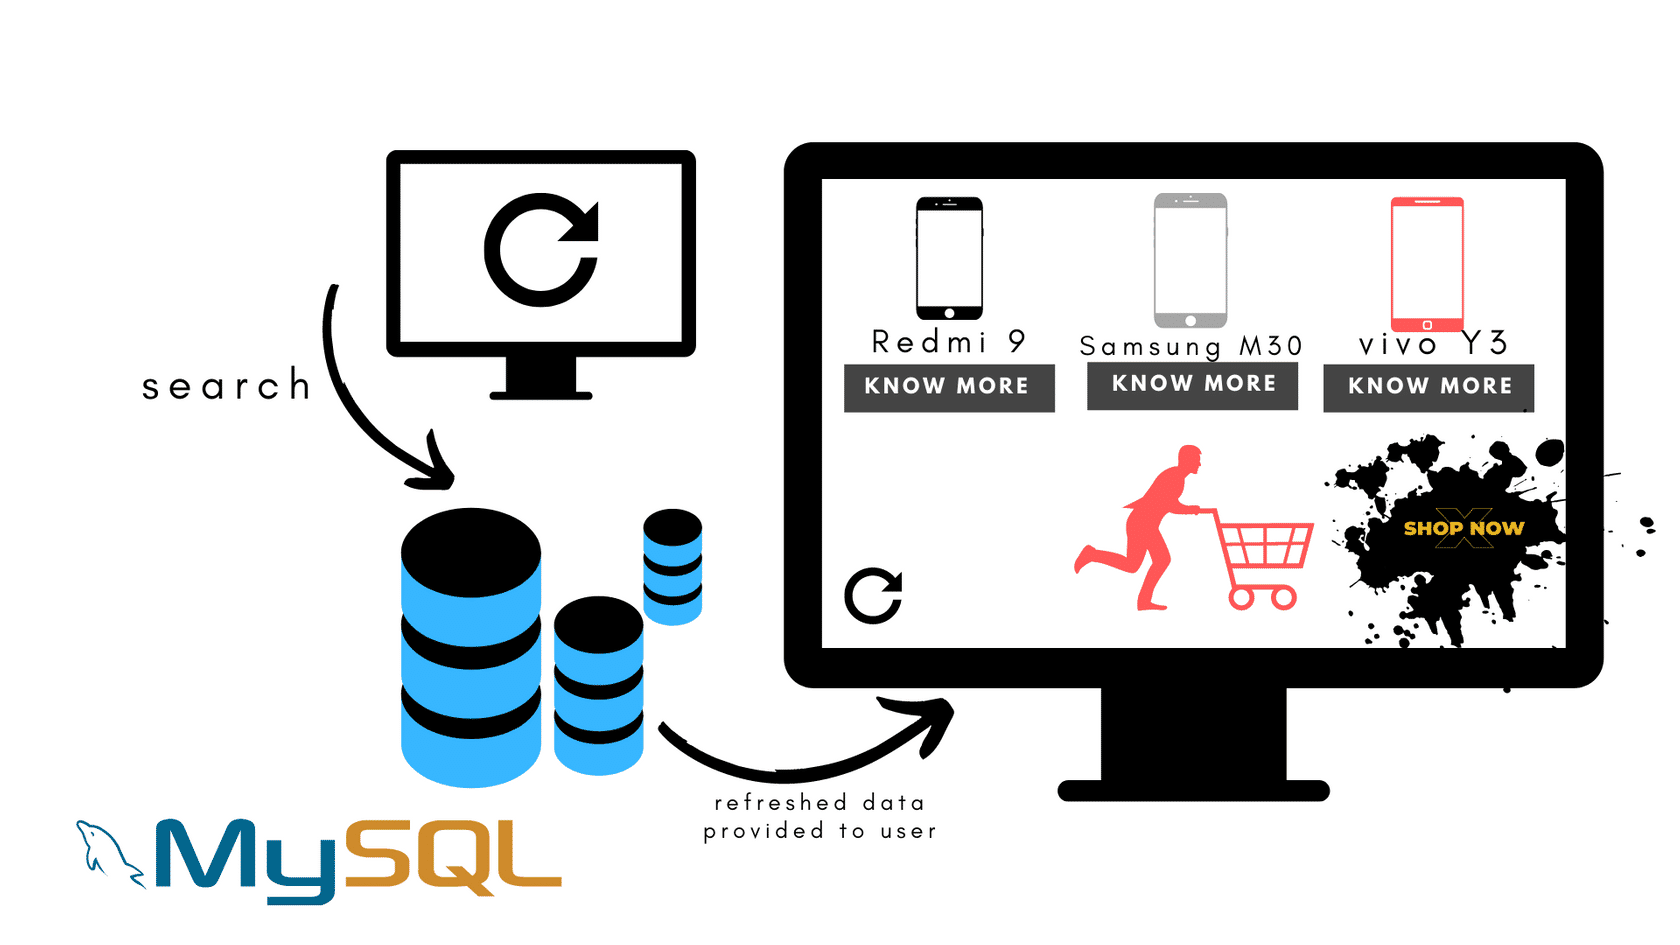 search
Redmi 9
Samsung M30
vivo Y3
KNOW MORE
KNOW MORE
KNOW MORE
SHOP NOW
X
refreshed data
provided to user
MySQL